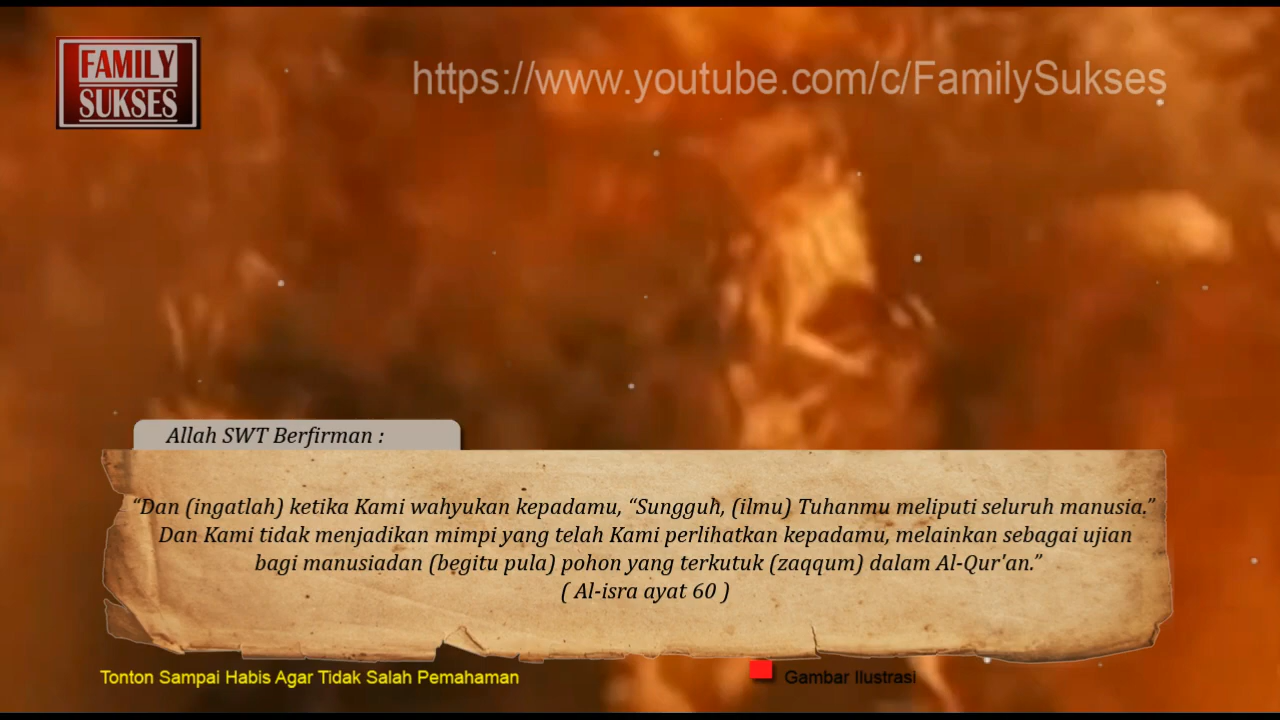 FAMILY
SUKSES
https://www.youtube.com/c/FamilySukses
Allah SWT Berfirman :
“Dan (ingatlah) ketika Kami wahyukan kepadamu, “Sungguh, (ilmu) Tuhanmu meliputi seluruh manusia.”
Dan Kami tidak menjadikan mimpi yang telah Kami perlihatkan kepadamu, melainkan sebagai ujian
bagi manusiadan (begitu pula) pohon yang terkutuk (zaqqum) dalam Al-Qur'an.”
( Al-isra ayat 60 )
Tonton Sampai Habis Agar Tidak Salah Pemahaman
Gambar Ilustrasi